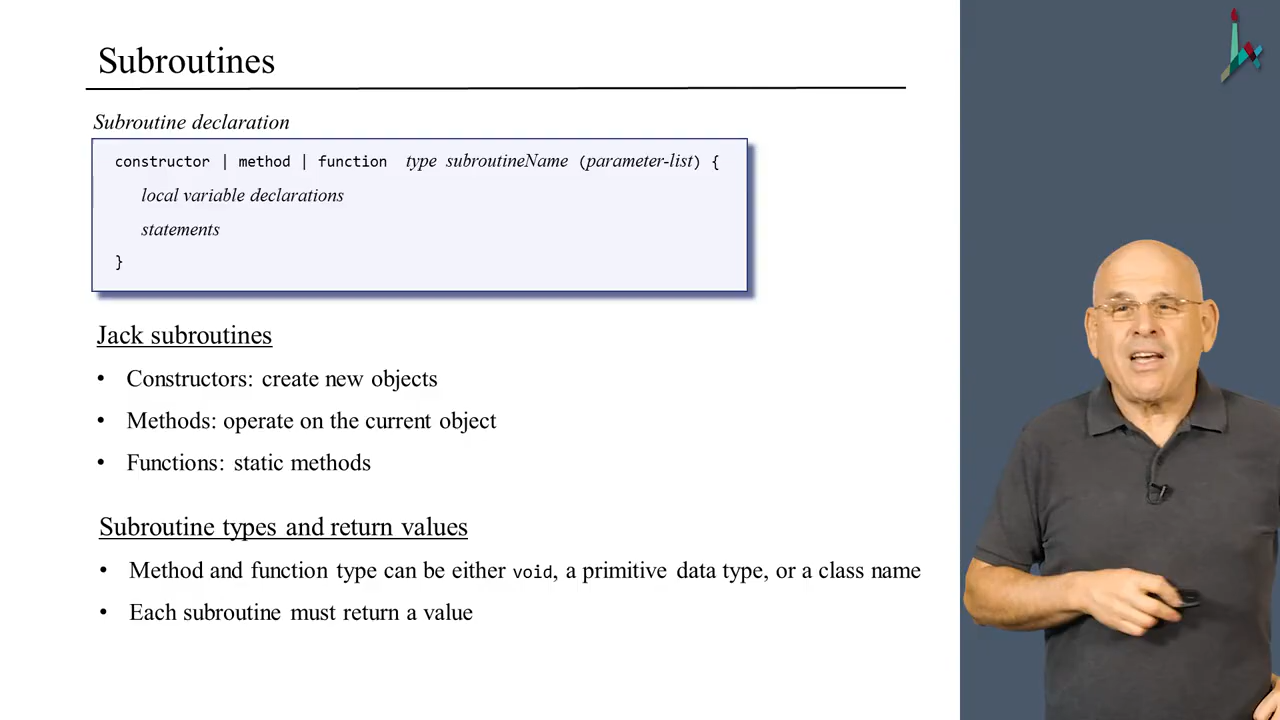 Subroutines
Subroutine declaration
constructor | method | function type subroutineName (parameter-list) {
local variable declarations
statements
}
Jack subroutines
• Constructors: create new objects
• Methods: operate on the current object
• Functions: static methods
Subroutine types and return values
• Method and function type can be either void, a primitive data type, or a class name
• Each subroutine must return a value